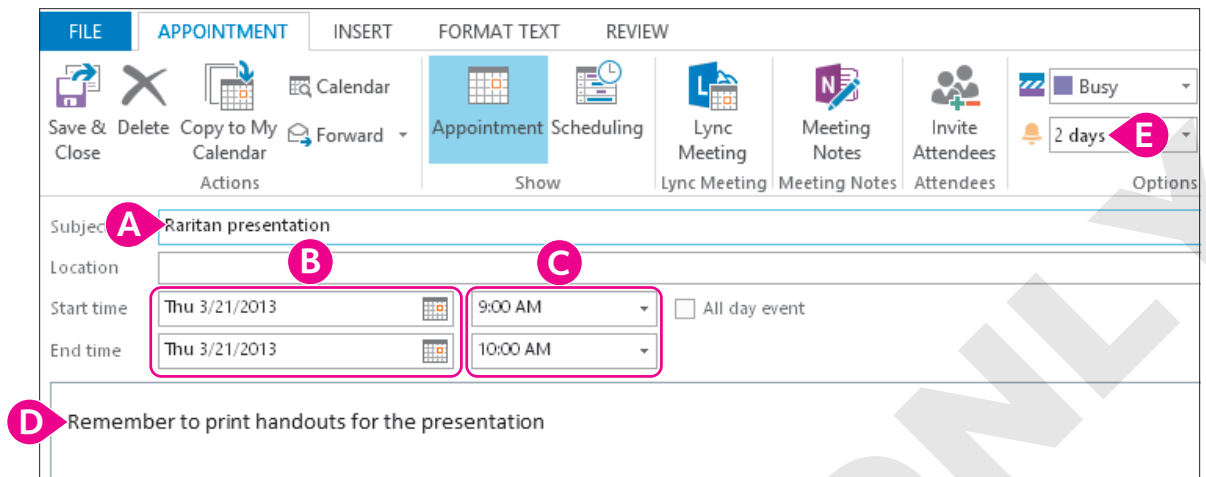 FILE APPOINTMENT INSERT FORMAT TEXT REVIEW
Save & Close
Delete
Copy to My Calendar
Calendar
Forward
Actions
Appointment
Scheduling
Show
Lync Meeting
Lync Meeting
Meeting Notes
Meeting Notes
Invite Attendees
Attendees
Busy
2 days E
Options
A Raritan presentation
Location
B C
Start time Thu 3/21/2013 9:00 AM All day event
End time Thu 3/21/2013 10:00 AM
D Remember to print handouts for the presentation
ONLY